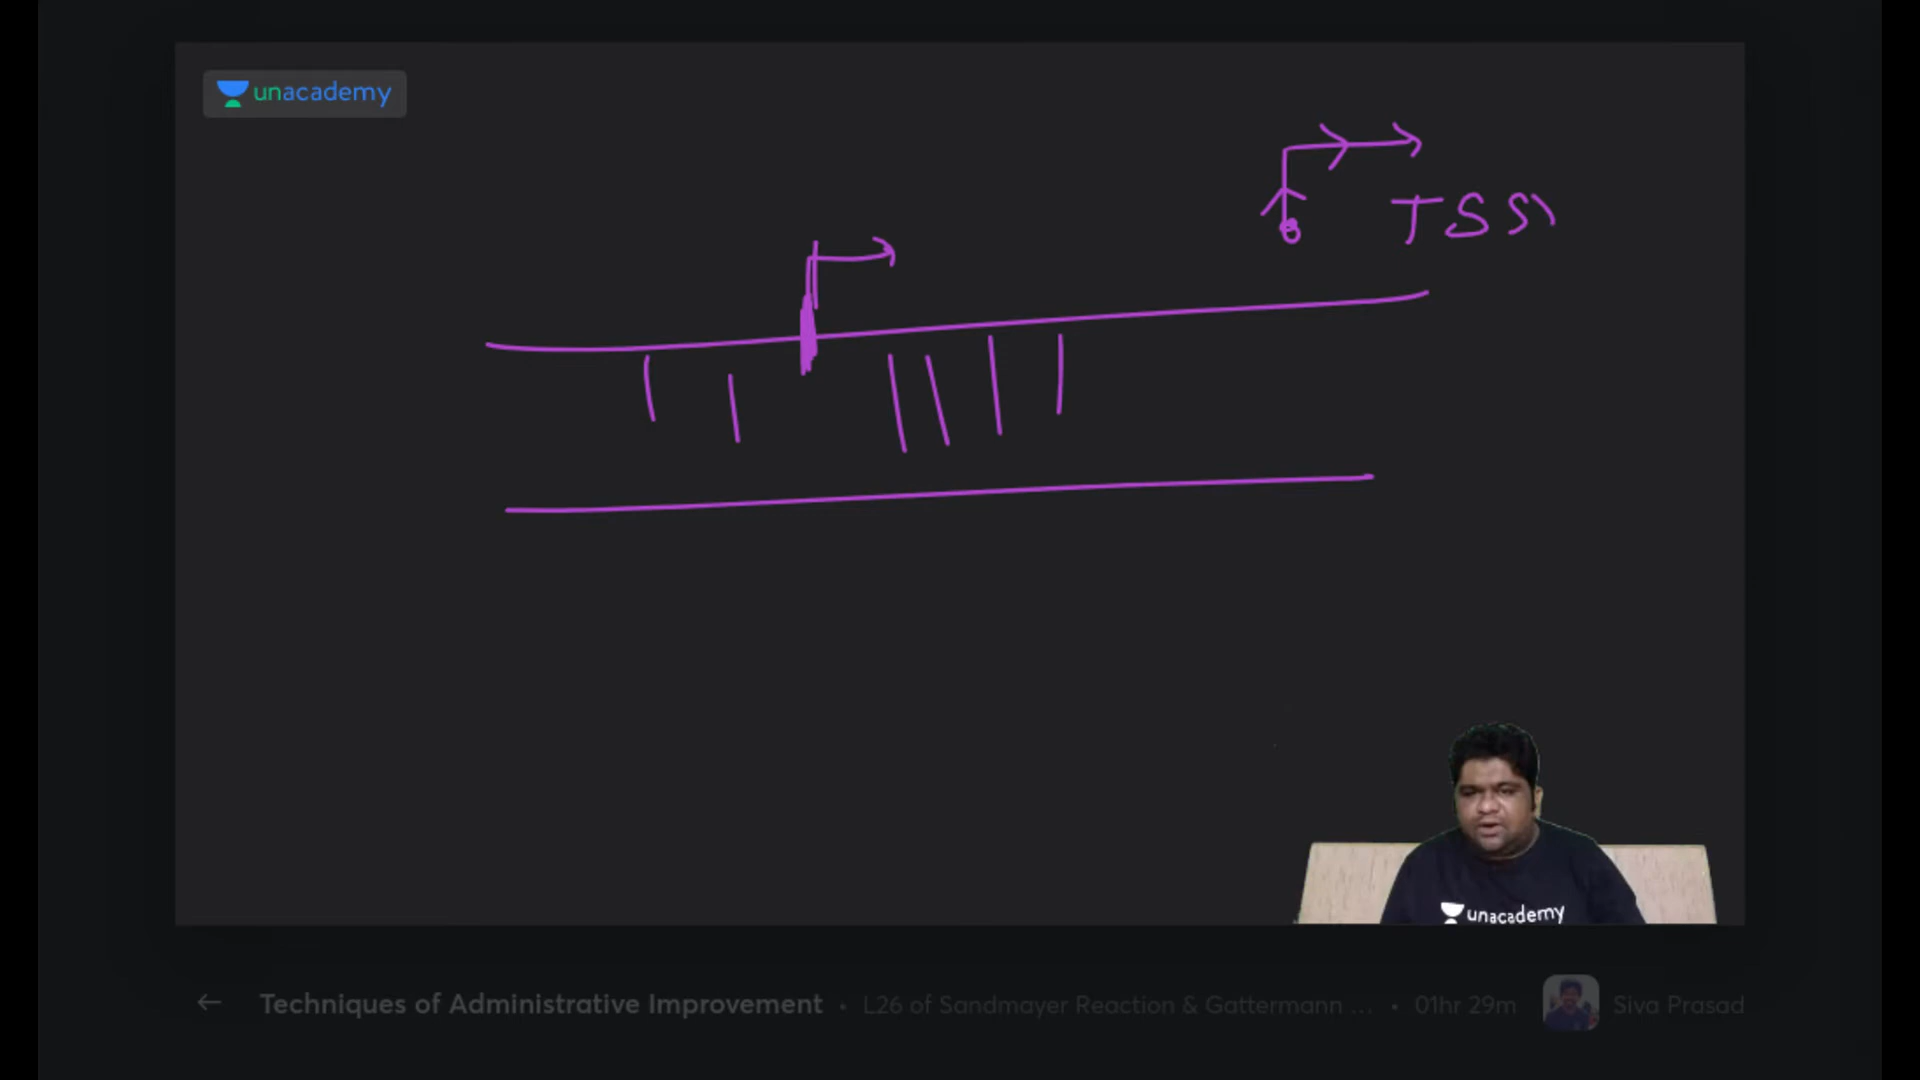 unacademy
TSS
unacademy
Techniques of Administrative Improvement • L26 of Sandmayer Reaction & Gattermann ... • 01hr 29m Siva Prasad